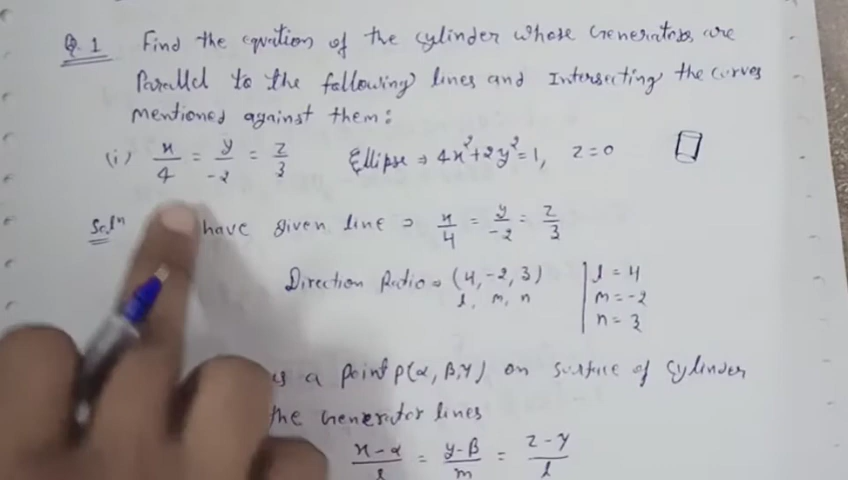 Q.1 Find the equation of the cylinder whose Generators are
Parallel to the following lines and Intersecting the curves
mentioned against them:
(i) x/4 = y/-2 = z/3 Ellipse ⇒ 4x²+2y²=1, z=0
Solⁿ have given line ⇒ x/4 = y/-2 = z/3
Direction Ratio ⇒ (4,-2,3) | l = 4
l, m, n | m = -2
n = 3
a point P(α, β, γ) on surface of cylinder
the Generator lines
x-α/l = y-β/m = z-γ/l